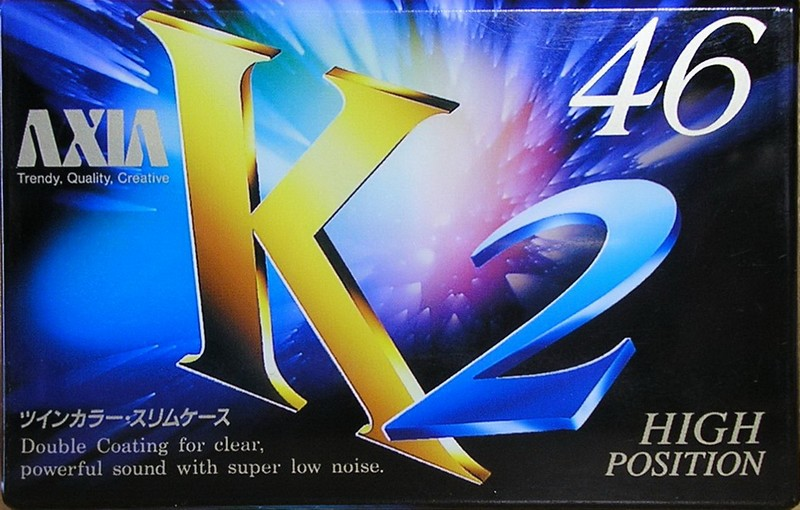 46
AXIA
Trendy, Quality, Creative
K2
ツインカラー・スリムケース
Double Coating for clear,
powerful sound with super low noise.
HIGH
POSITION